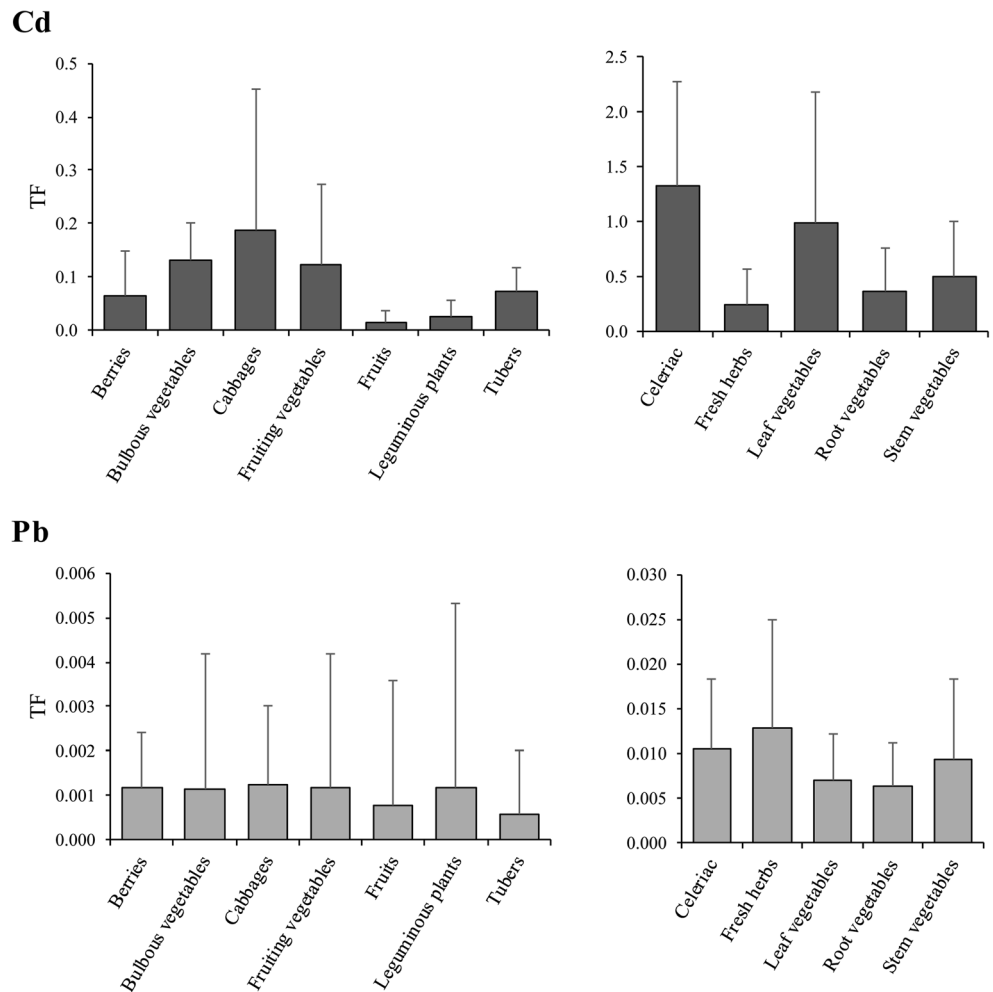 Cd
TF
0.5
0.4
0.3
0.2
0.1
0.0
Berries
Bulbous vegetables
Cabbages
Fruiting vegetables
Fruits
Leguminous plants
Tubers
2.5
2.0
1.5
1.0
0.5
0.0
Celeriac
Fresh herbs
Leaf vegetables
Root vegetables
Stem vegetables
Pb
TF
0.006
0.005
0.004
0.003
0.002
0.001
0.000
Berries
Bulbous vegetables
Cabbages
Fruiting vegetables
Fruits
Leguminous plants
Tubers
0.030
0.025
0.020
0.015
0.010
0.005
0.000
Celeriac
Fresh herbs
Leaf vegetables
Root vegetables
Stem vegetables